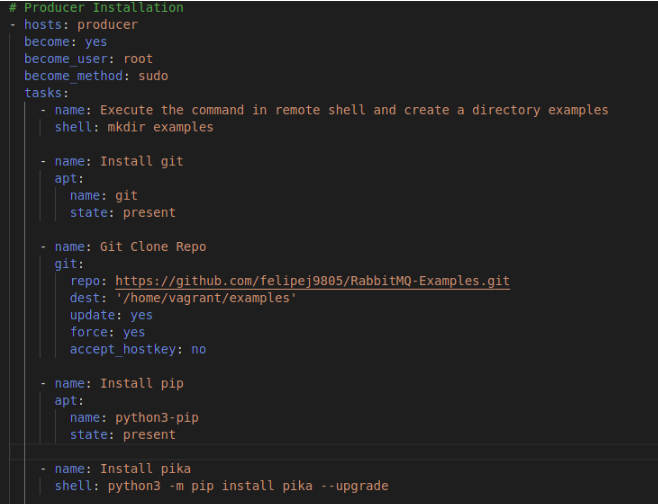 # Producer Installation
- hosts: producer
  become: yes
  become_user: root
  become_method: sudo
  tasks:
    - name: Execute the command in remote shell and create a directory examples
      shell: mkdir examples

    - name: Install git
      apt:
        name: git
        state: present

    - name: Git Clone Repo
      git:
        repo: https://github.com/felipej9805/RabbitMQ-Examples.git
        dest: '/home/vagrant/examples'
        update: yes
        force: yes
        accept_hostkey: no

    - name: Install pip
      apt:
        name: python3-pip
        state: present

    - name: Install pika
      shell: python3 -m pip install pika --upgrade